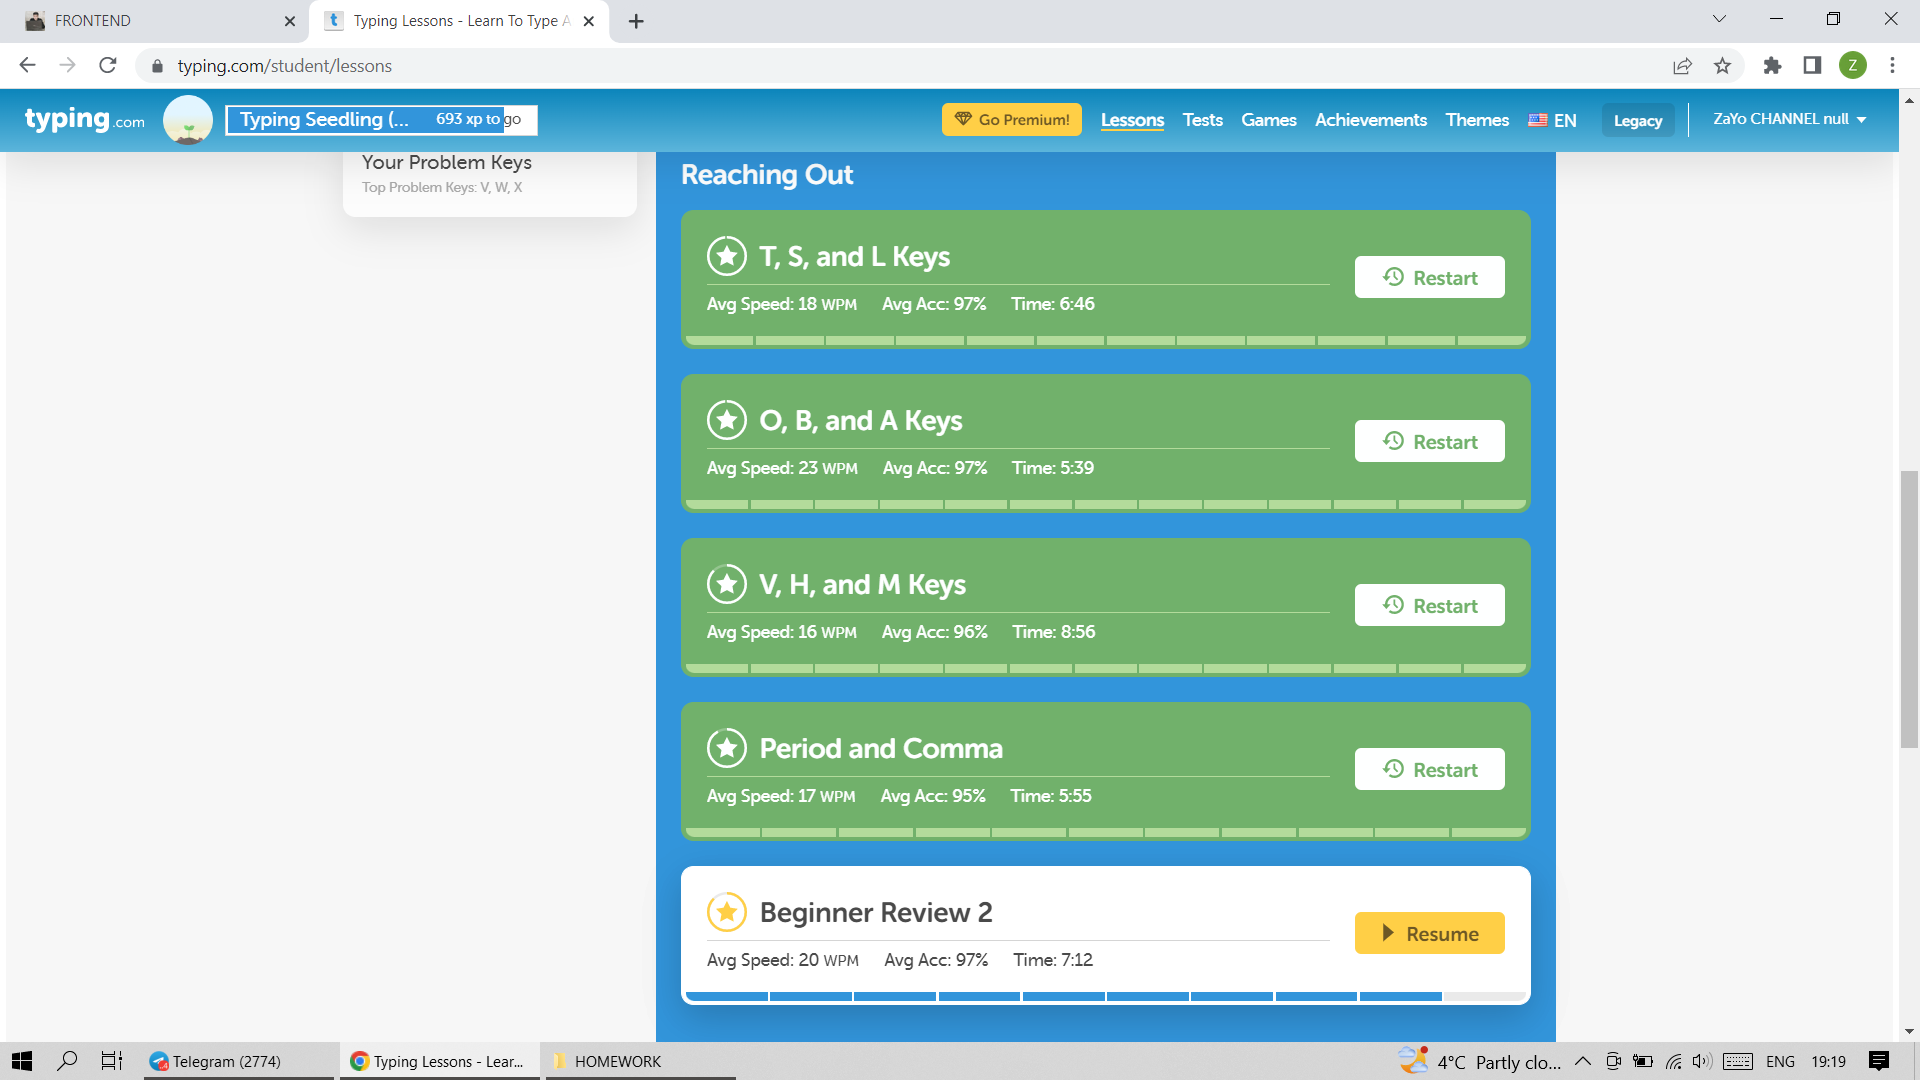 FRONTEND
Typing Lessons - Learn To Type A
typing.com/student/lessons
Z
typing.com
Typing Seedling (... 693 xp to go
Go Premium!
Lessons
Tests
Games
Achievements
Themes
EN
Legacy
ZaYo CHANNEL null
Your Problem Keys
Top Problem Keys: V, W, X
Reaching Out
T, S, and L Keys
Avg Speed: 18 WPM Avg Acc: 97% Time: 6:46
Restart
O, B, and A Keys
Avg Speed: 23 WPM Avg Acc: 97% Time: 5:39
Restart
V, H, and M Keys
Avg Speed: 16 WPM Avg Acc: 96% Time: 8:56
Restart
Period and Comma
Avg Speed: 17 WPM Avg Acc: 95% Time: 5:55
Restart
Beginner Review 2
Avg Speed: 20 WPM Avg Acc: 97% Time: 7:12
Resume
Telegram (2774)
Typing Lessons - Lear...
HOMEWORK
4°C Partly clo...
ENG
19:19